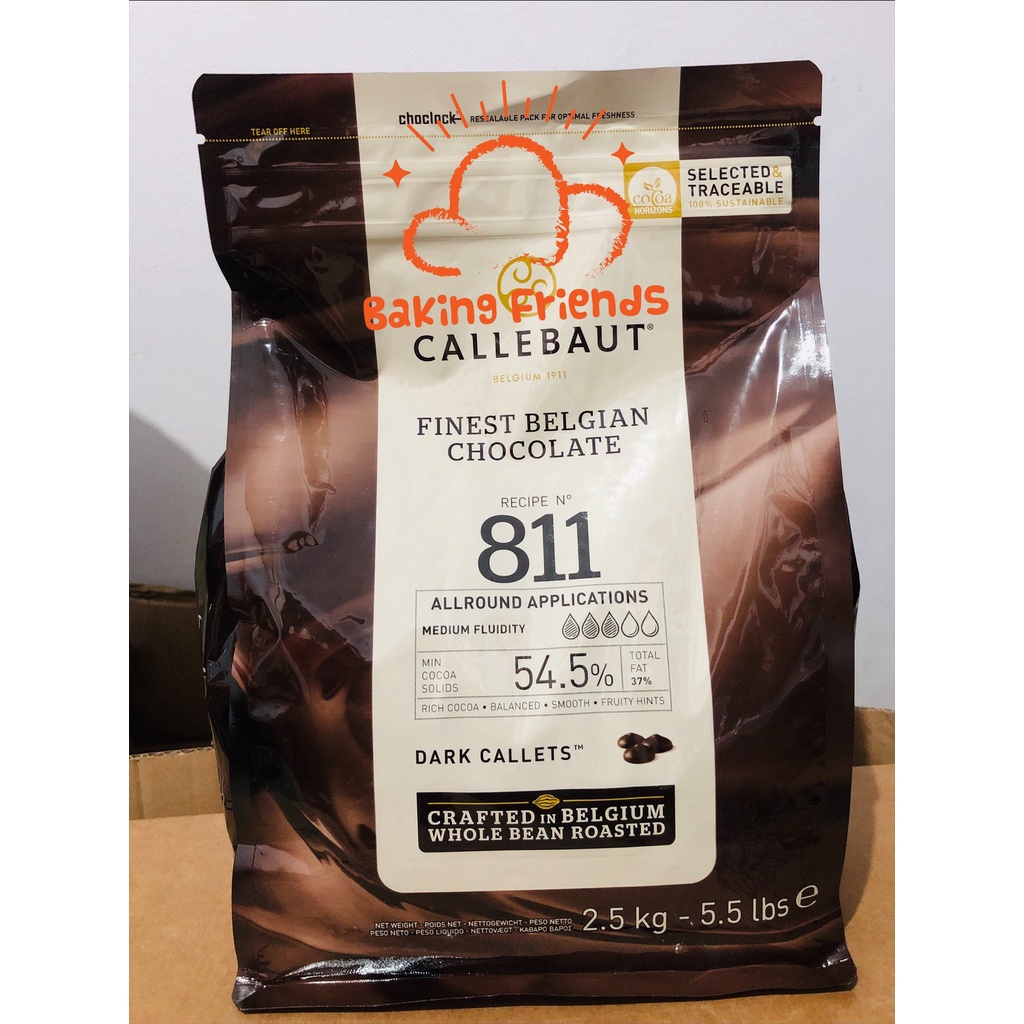 choclock RESEALABLE PACK FOR OPTIMAL FRESHNESS
TEAR OFF HERE
cocoa
HORIZONS
SELECTED&
TRACEABLE
100% SUSTAINABLE
Baking Friends
CALLEBAUT®
BELGIUM 1911
FINEST BELGIAN
CHOCOLATE
RECIPE N°
811
ALLROUND APPLICATIONS
MEDIUM FLUIDITY
MIN.
COCOA
SOLIDS
54.5%
TOTAL
FAT
37%
RICH COCOA • BALANCED • SMOOTH • FRUITY HINTS
DARK CALLETS™
CRAFTED IN BELGIUM
WHOLE BEAN ROASTED
NET WEIGHT - POIDS NET - NETTOGEWICHT - PESO NETTO
PESO NETO - PESO LÍQUIDO - NETTOVÆGT - ΚΑΘΑΡΟ ΒΑΡΟΣ
2.5 kg - 5.5 lbs ℮